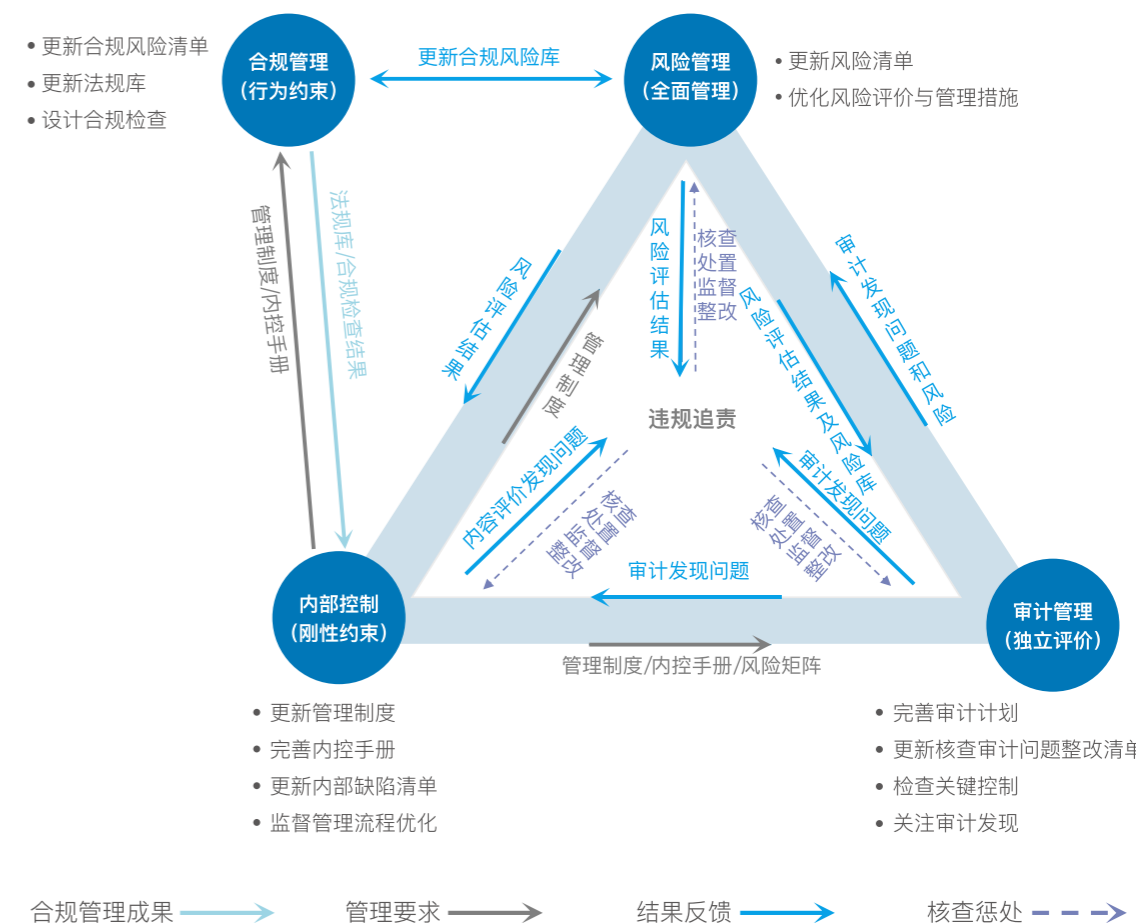 • 更新合规风险清单
• 更新法规库
• 设计合规检查
合规管理
（行为约束）
更新合规风险库
风险管理
（全面管理）
• 更新风险清单
• 优化风险评价与管理措施
管理制度/内控手册
法规库/合规检查结果
风险评估结果
管理制度
风险评估结果
核查
处置
监督
整改
风险评估结果及风险库
审计发现问题和风险
违规追责
内容评价发现问题
核查
处置
监督
整改
审计发现问题
核查
处置
监督
整改
审计发现问题
管理制度/内控手册/风险矩阵
内部控制
（刚性约束）
审计管理
（独立评价）
• 更新管理制度
• 完善内控手册
• 更新内部缺陷清单
• 监督管理流程优化
• 完善审计计划
• 更新核查审计问题整改清单
• 检查关键控制
• 关注审计发现
合规管理成果
管理要求
结果反馈
核查惩处